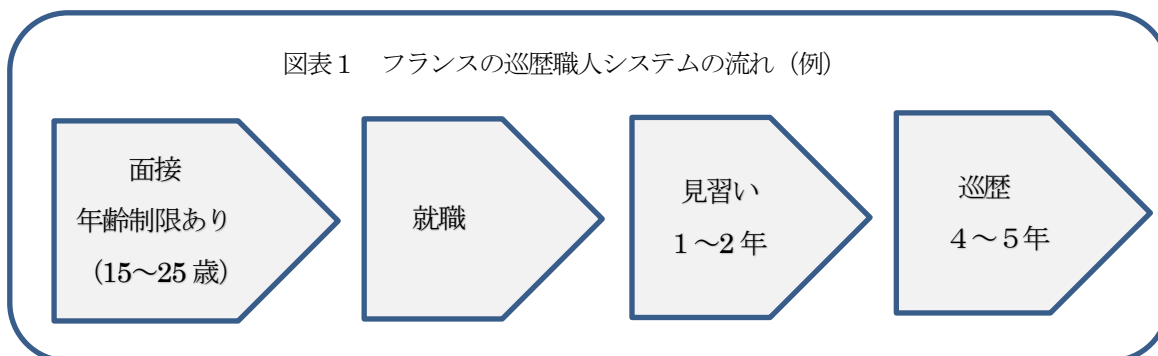 図表１　フランスの巡歴職人システムの流れ（例）
面接
年齢制限あり
（15～25 歳）
就職
見習い
１～2 年
巡歴
４～５年